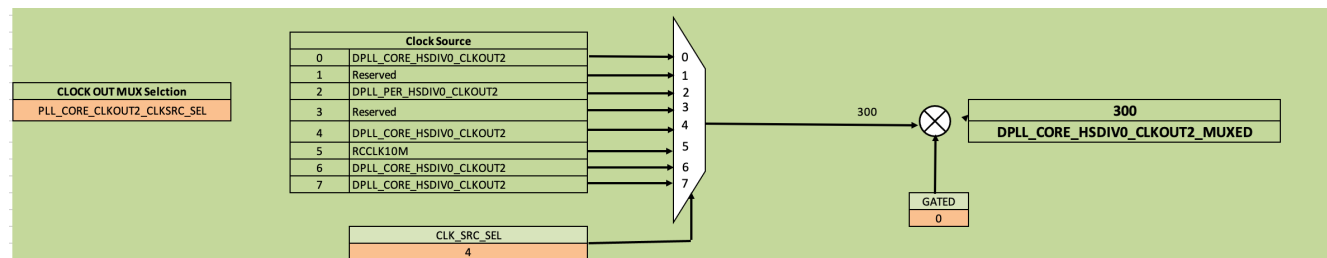 CLOCK OUT MUX Selction
PLL_CORE_CLKOUT2_CLKSRC_SEL
Clock Source
0 DPLL_CORE_HSDIV0_CLKOUT2
1 Reserved
2 DPLL_PER_HSDIV0_CLKOUT2
3 Reserved
4 DPLL_CORE_HSDIV0_CLKOUT2
5 RCCLK10M
6 DPLL_CORE_HSDIV0_CLKOUT2
7 DPLL_CORE_HSDIV0_CLKOUT2
CLK_SRC_SEL
4
0
1
2
3
4
5
6
7
300
GATED
0
300
DPLL_CORE_HSDIV0_CLKOUT2_MUXED